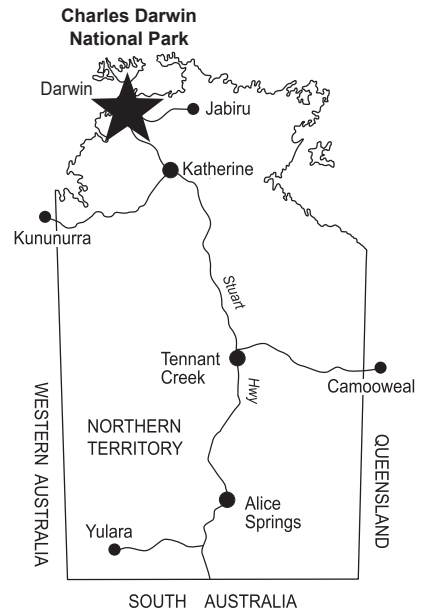 Charles Darwin
National Park
Darwin
Jabiru
Katherine
Kununurra
Stuart
Tennant
Creek
Hwy
Camooweal
WESTERN AUSTRALIA
NORTHERN
TERRITORY
QUEENSLAND
Alice
Springs
Yulara
SOUTH AUSTRALIA